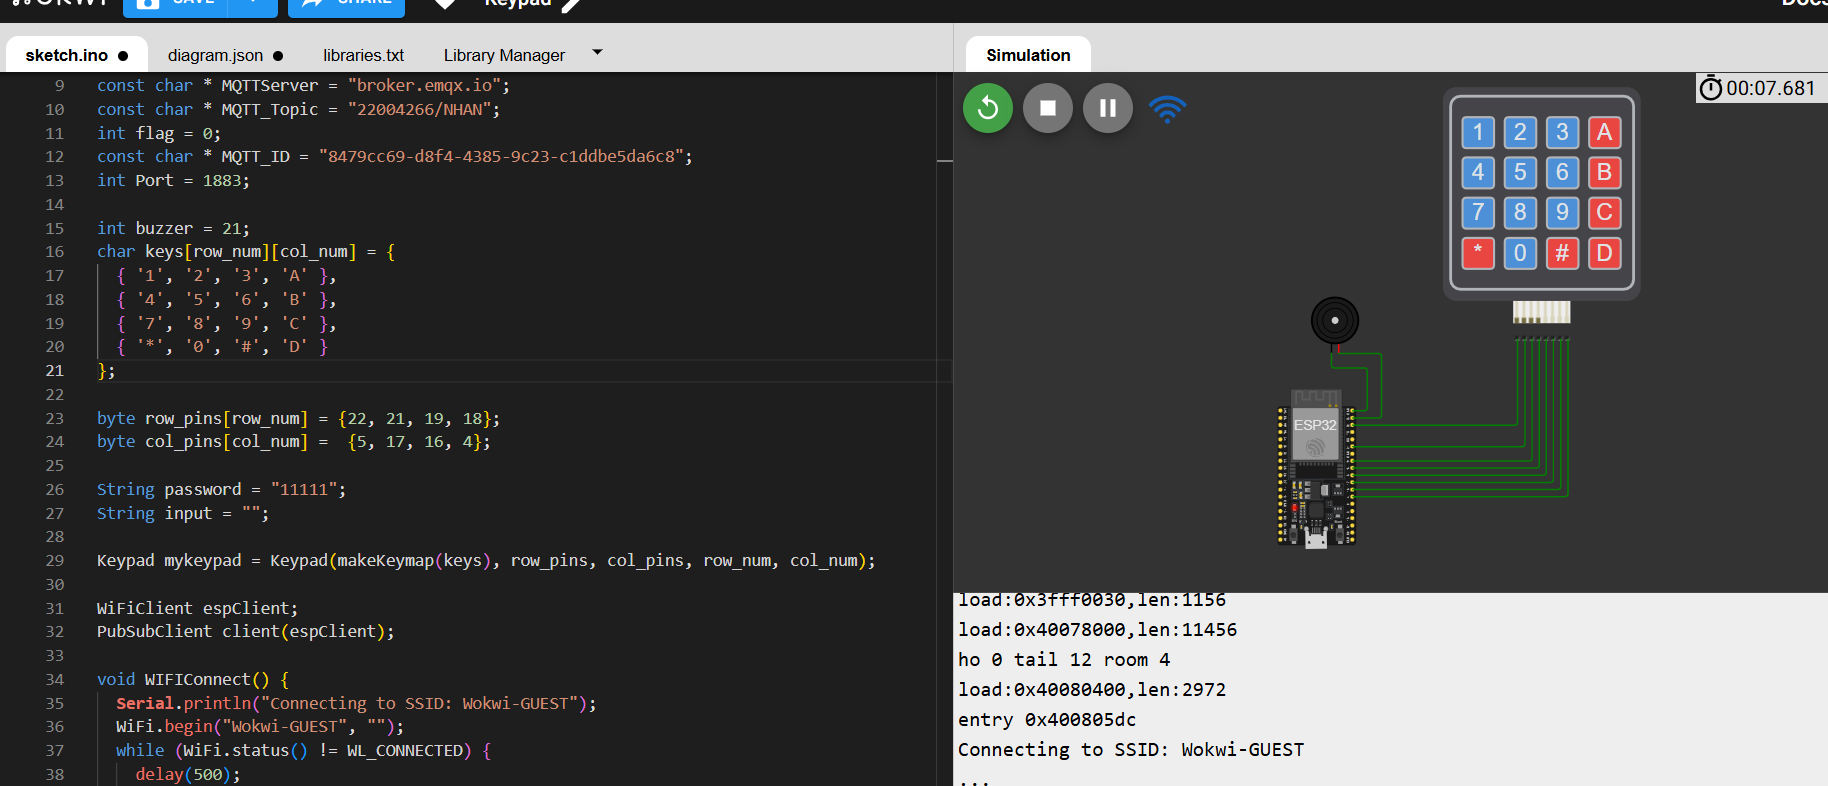 SAVE
SHARE
Keypad
Docs
sketch.ino ●
diagram.json ●
libraries.txt
Library Manager
Simulation
9 const char * MQTTServer = "broker.emqx.io";
10 const char * MQTT_Topic = "22004266/NHAN";
11 int flag = 0;
12 const char * MQTT_ID = "8479cc69-d8f4-4385-9c23-c1ddbe5da6c8";
13 int Port = 1883;
14
15 int buzzer = 21;
16 char keys[row_num][col_num] = {
17 { '1', '2', '3', 'A' },
18 { '4', '5', '6', 'B' },
19 { '7', '8', '9', 'C' },
20 { '*', '0', '#', 'D' }
21 };
22
23 byte row_pins[row_num] = {22, 21, 19, 18};
24 byte col_pins[col_num] =  {5, 17, 16, 4};
25
26 String password = "11111";
27 String input = "";
28
29 Keypad mykeypad = Keypad(makeKeymap(keys), row_pins, col_pins, row_num, col_num);
30
31 WiFiClient espClient;
32 PubSubClient client(espClient);
33
34 void WIFIConnect() {
35 Serial.println("Connecting to SSID: Wokwi-GUEST");
36 WiFi.begin("Wokwi-GUEST", "");
37 while (WiFi.status() != WL_CONNECTED) {
38 delay(500);
00:07.681
1 2 3 A
4 5 6 B
7 8 9 C
* 0 # D
ESP32
load:0x3fff0030,len:1156
load:0x40078000,len:11456
ho 0 tail 12 room 4
load:0x40080400,len:2972
entry 0x400805dc
Connecting to SSID: Wokwi-GUEST
...